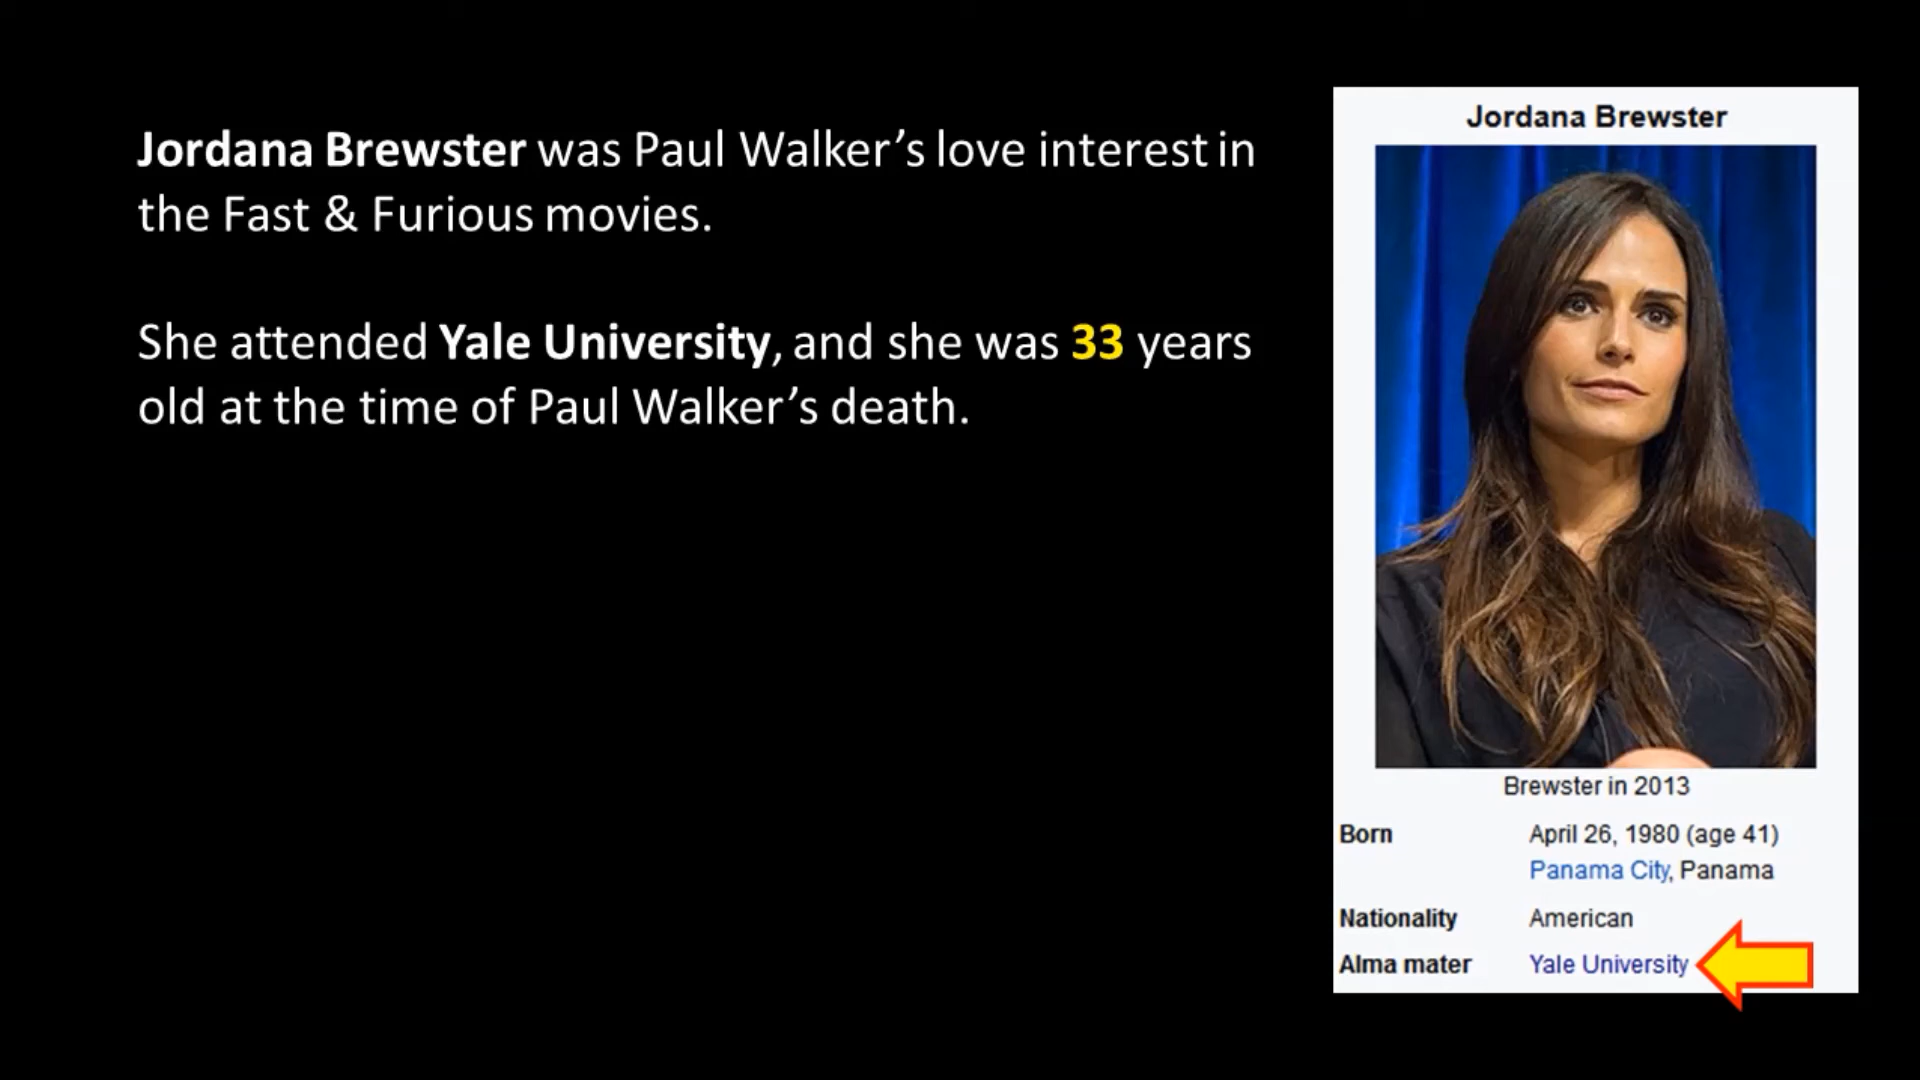 Jordana Brewster was Paul Walker’s love interest in
the Fast & Furious movies.
She attended Yale University, and she was 33 years
old at the time of Paul Walker’s death.
Jordana Brewster
Brewster in 2013
Born April 26, 1980 (age 41)
Panama City, Panama
Nationality American
Alma mater Yale University